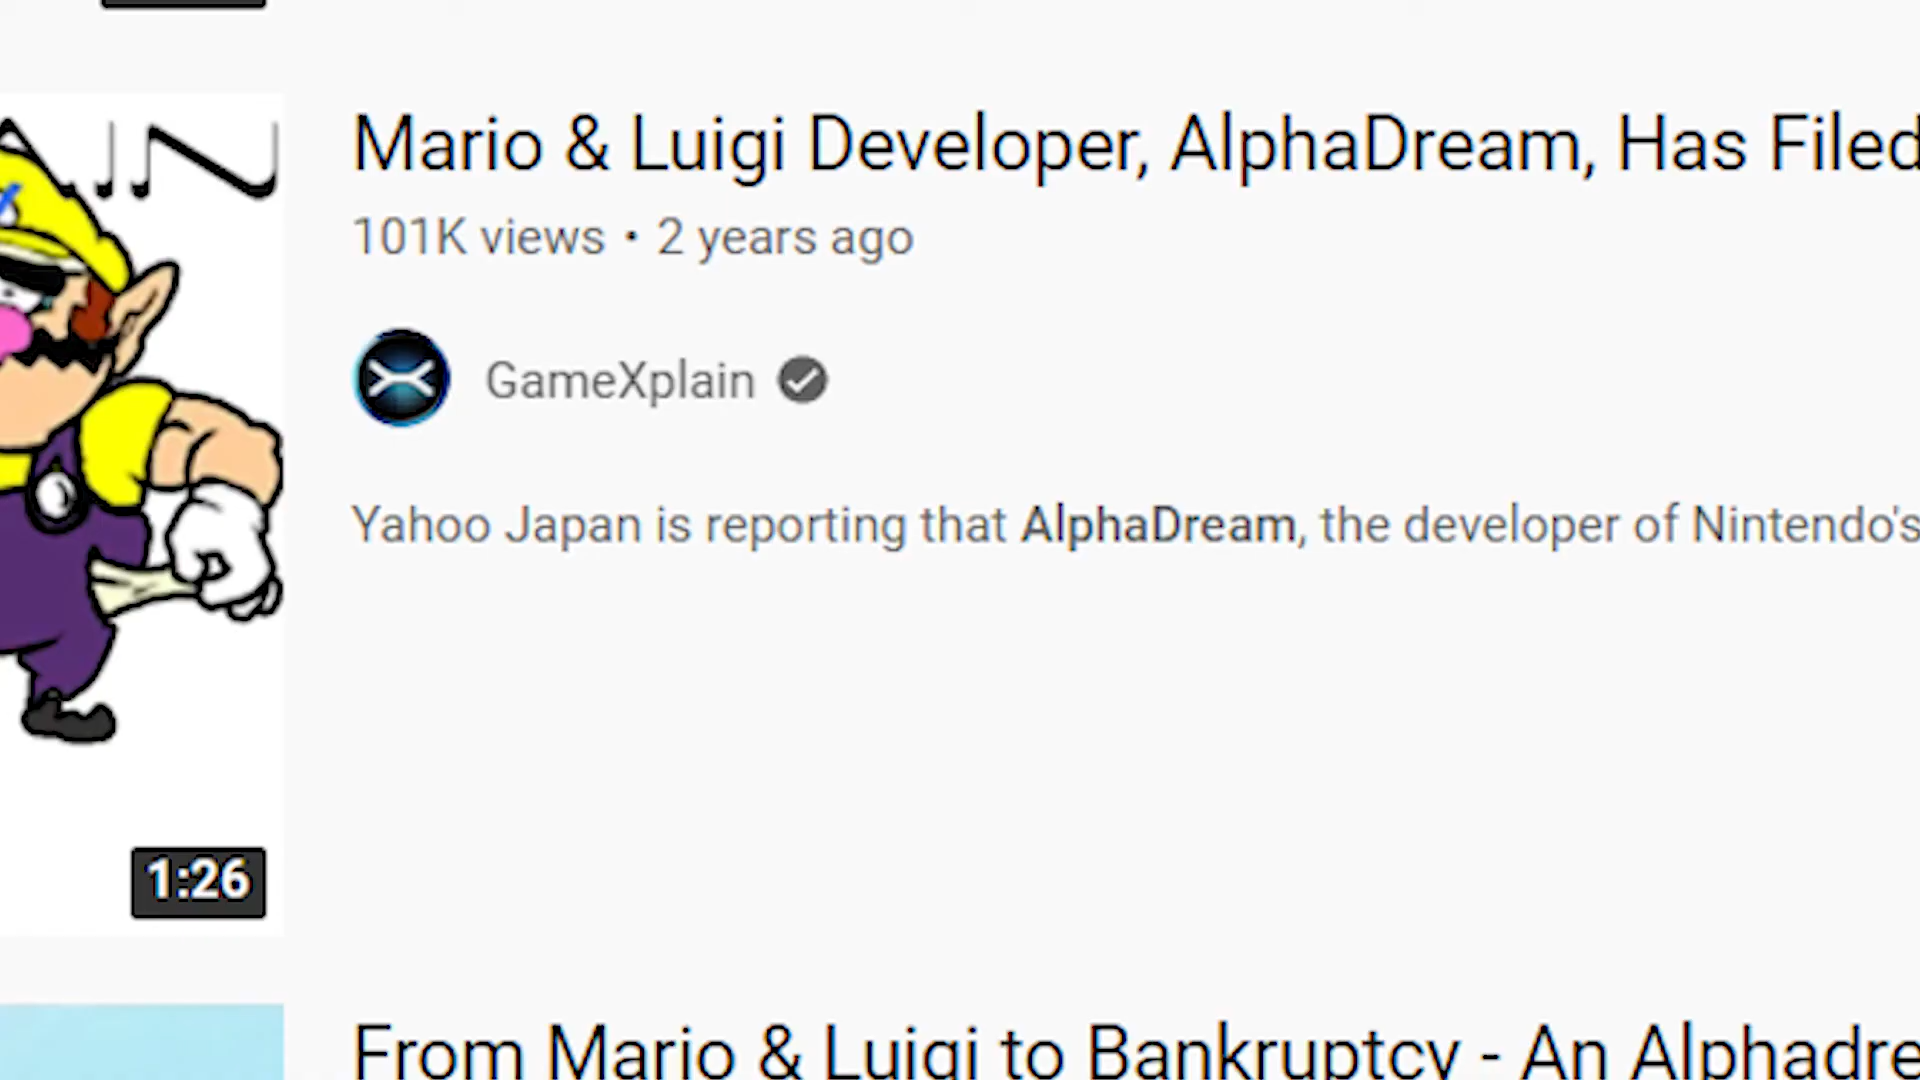 Mario & Luigi Developer, AlphaDream, Has Filed
101K views • 2 years ago
GameXplain
Yahoo Japan is reporting that AlphaDream, the developer of Nintendo's
1:26
From Mario & Luigi to Bankruptcy - An Alphadre